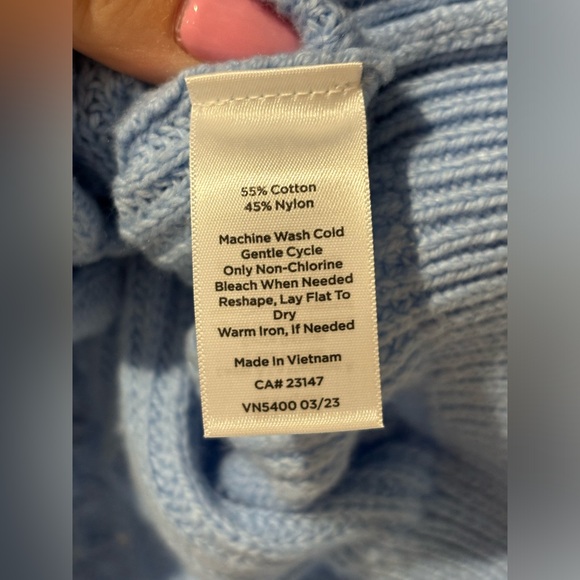 55% Cotton
45% Nylon
Machine Wash Cold
Gentle Cycle
Only Non-Chlorine
Bleach When Needed
Reshape, Lay Flat To
Dry
Warm Iron, If Needed
Made In Vietnam
CA# 23147
VN5400 03/23